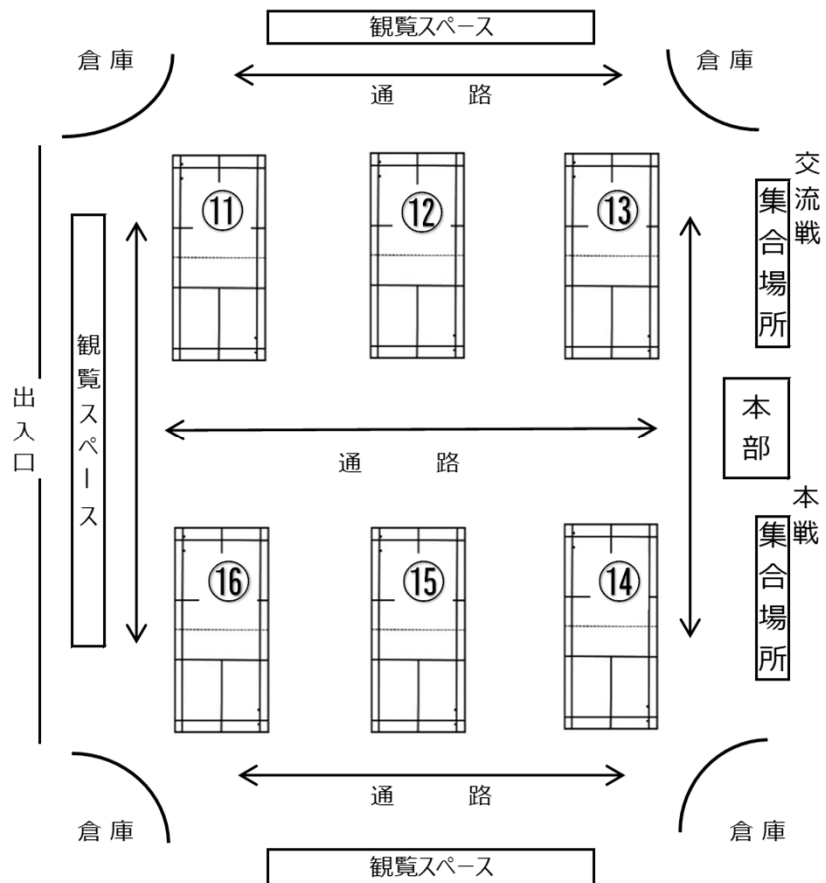 観覧スペース
倉庫
倉庫
通 路
交流戦
集合場所
⑪
⑫
⑬
観覧スペース
出入口
本部
通 路
本戦
集合場所
⑯
⑮
⑭
通 路
倉庫
倉庫
観覧スペース